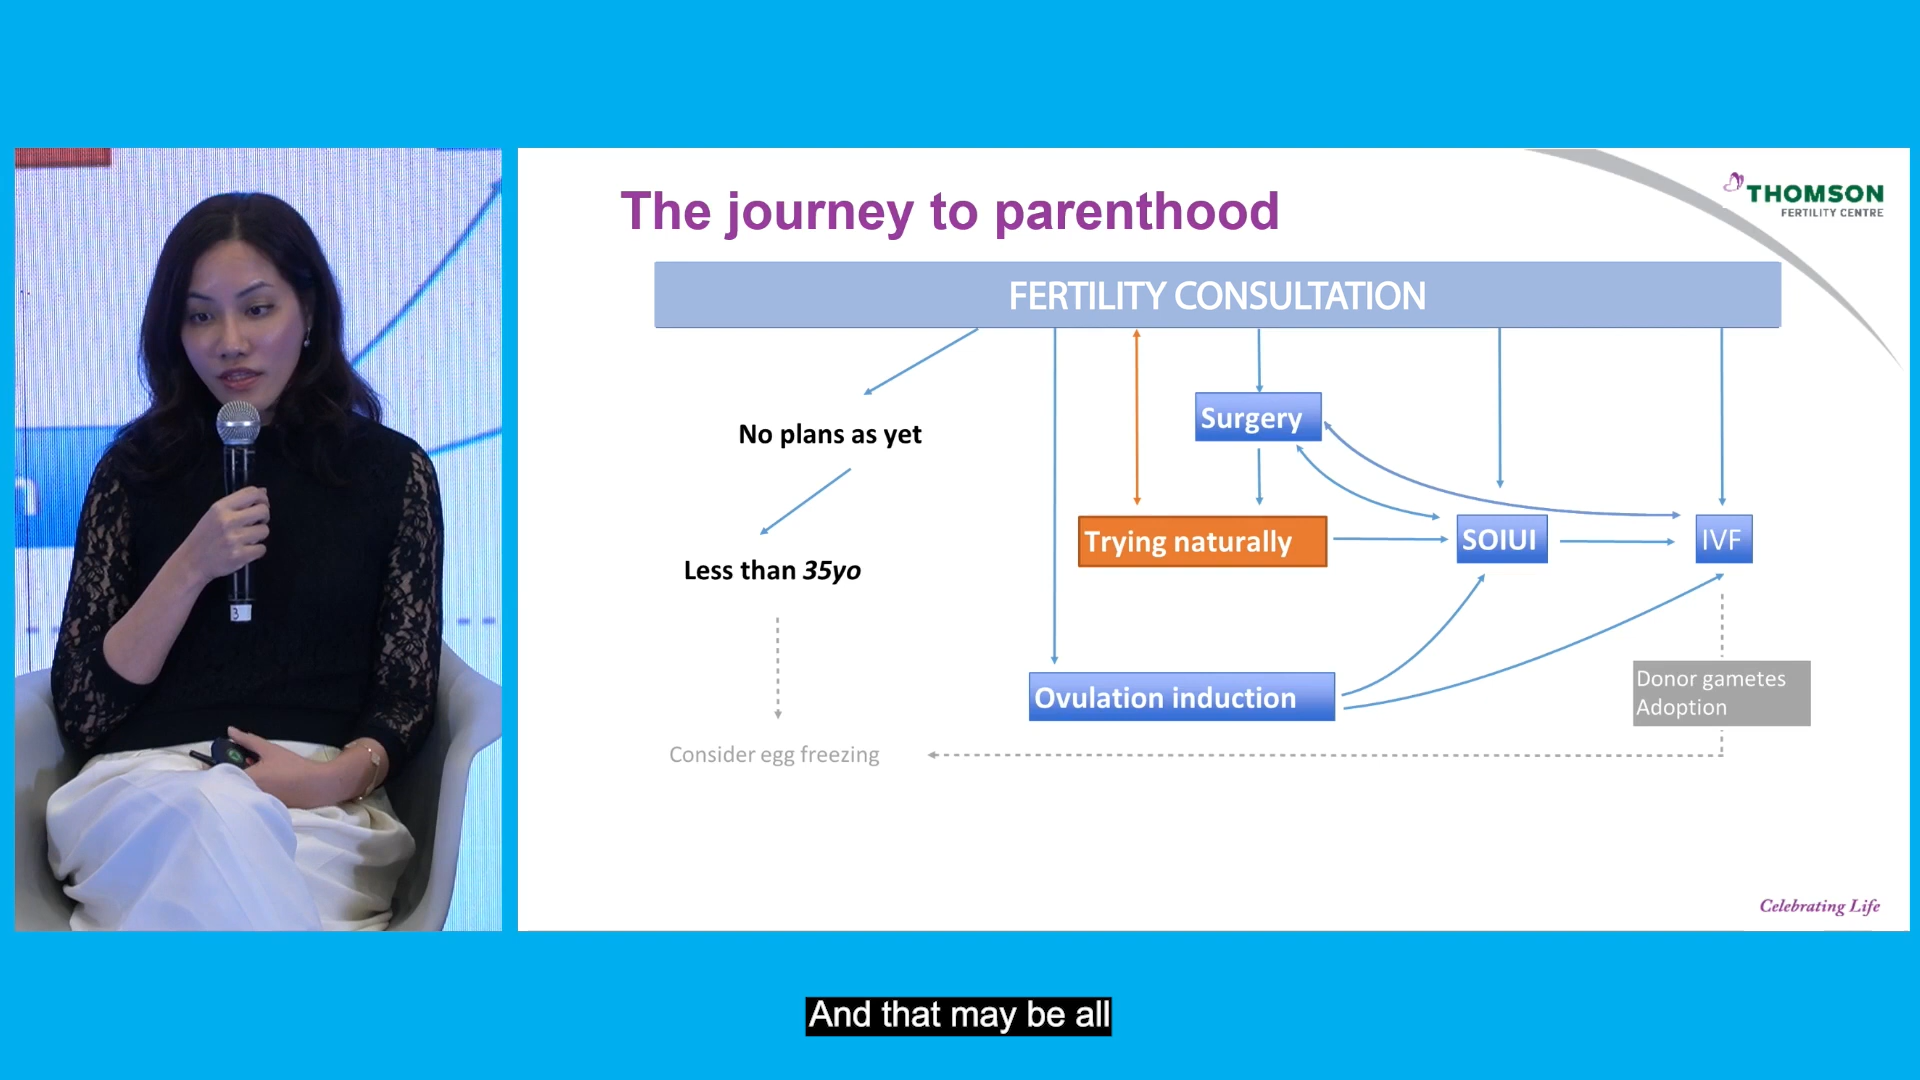 The journey to parenthood
THOMSON
FERTILITY CENTRE
FERTILITY CONSULTATION
Surgery
No plans as yet
Trying naturally
SOIUI
IVF
Less than 35yo
Donor gametes
Adoption
Ovulation induction
Consider egg freezing
Celebrating Life
3
And that may be all